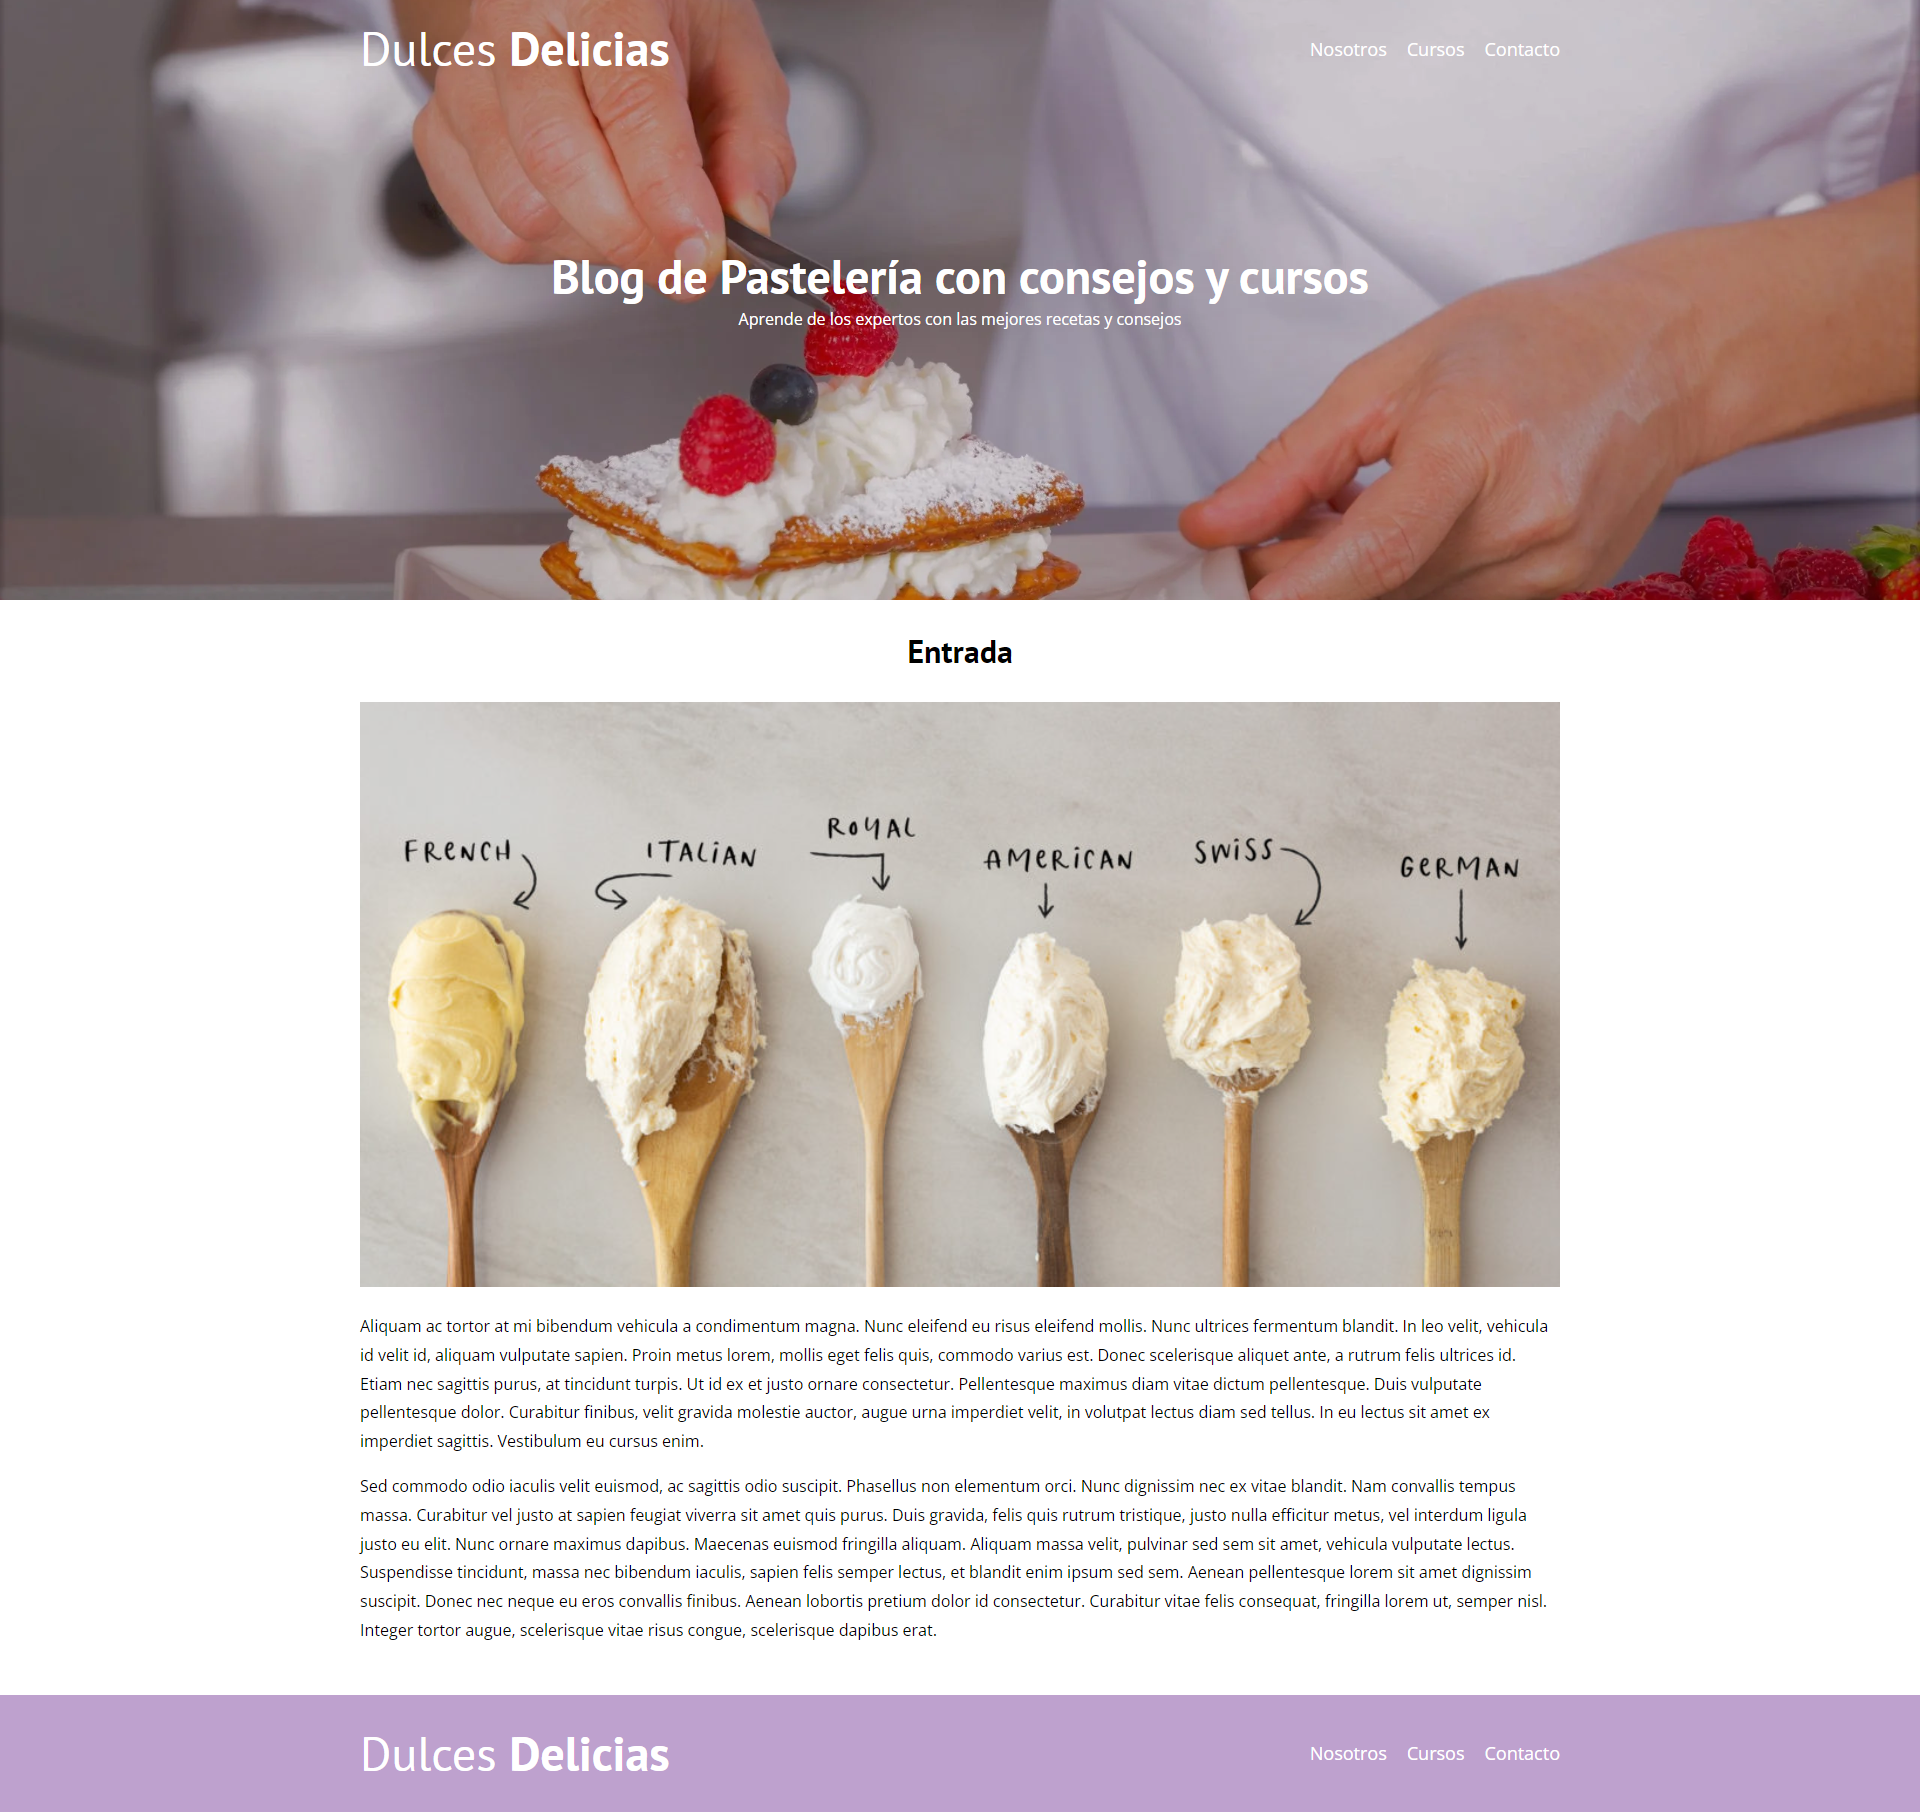 Dulces Delicias
Nosotros Cursos Contacto
Blog de Pastelería con consejos y cursos
Aprende de los expertos con las mejores recetas y consejos
Entrada
FRENCH
ITALIAN
ROYAL
AMERICAN
SWISS
GERMAN
Aliquam ac tortor at mi bibendum vehicula a condimentum magna. Nunc eleifend eu risus eleifend mollis. Nunc ultrices fermentum blandit. In leo velit, vehicula
id velit id, aliquam vulputate sapien. Proin metus lorem, mollis eget felis quis, commodo varius est. Donec scelerisque aliquet ante, a rutrum felis ultrices id.
Etiam nec sagittis purus, at tincidunt turpis. Ut id ex et justo ornare consectetur. Pellentesque maximus diam vitae dictum pellentesque. Duis vulputate
pellentesque dolor. Curabitur finibus, velit gravida molestie auctor, augue urna imperdiet velit, in volutpat lectus diam sed tellus. In eu lectus sit amet ex
imperdiet sagittis. Vestibulum eu cursus enim.
Sed commodo odio iaculis velit euismod, ac sagittis odio suscipit. Phasellus non elementum orci. Nunc dignissim nec ex vitae blandit. Nam convallis tempus
massa. Curabitur vel justo at sapien feugiat viverra sit amet quis purus. Duis gravida, felis quis rutrum tristique, justo nulla efficitur metus, vel interdum ligula
justo eu elit. Nunc ornare maximus dapibus. Maecenas euismod fringilla aliquam. Aliquam massa velit, pulvinar sed sem sit amet, vehicula vulputate lectus.
Suspendisse tincidunt, massa nec bibendum iaculis, sapien felis semper lectus, et blandit enim ipsum sed sem. Aenean pellentesque lorem sit amet dignissim
suscipit. Donec nec neque eu eros convallis finibus. Aenean lobortis pretium dolor id consectetur. Curabitur vitae felis consequat, fringilla lorem ut, semper nisl.
Integer tortor augue, scelerisque vitae risus congue, scelerisque dapibus erat.
Dulces Delicias
Nosotros Cursos Contacto